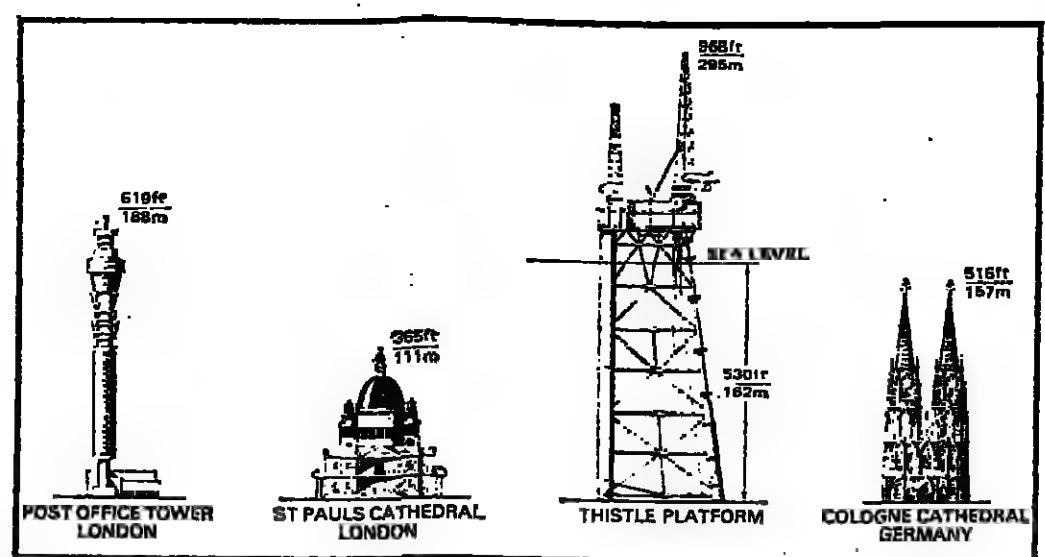 968ft
295m
619ft
188m
SEA LEVEL
516ft
157m
365ft
111m
530ft
162m
POST OFFICE TOWER
LONDON
ST PAULS CATHEDRAL
LONDON
THISTLE PLATFORM
COLOGNE CATHEDRAL
GERMANY